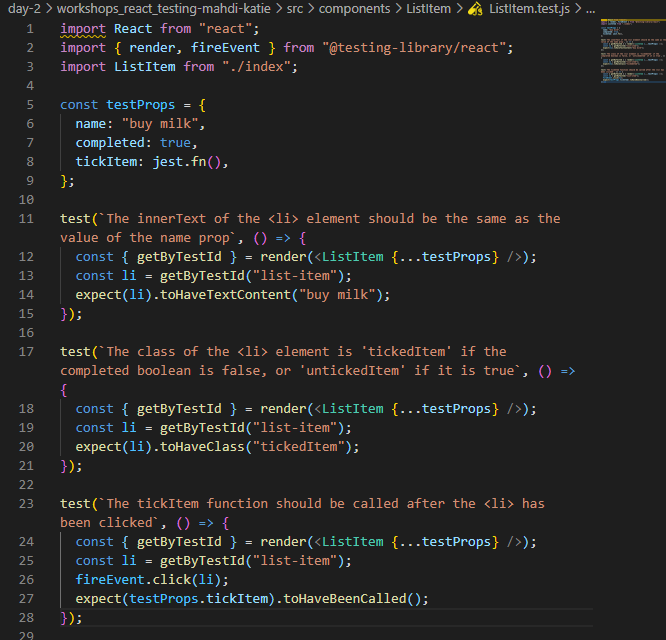 day-2 > workshops_react_testing-mahdi-katie > src > components > ListItem > ListItem.test.js > ...
1 import React from "react";
2 import { render, fireEvent } from "@testing-library/react";
3 import ListItem from "./index";
4
5 const testProps = {
6   name: "buy milk",
7   completed: true,
8   tickItem: jest.fn(),
9 };
10
11 test(`The innerText of the <li> element should be the same as the
value of the name prop`, () => {
12   const { getByTestId } = render(<ListItem {...testProps} />);
13   const li = getByTestId("list-item");
14   expect(li).toHaveTextContent("buy milk");
15 });
16
17 test(`The class of the <li> element is 'tickedItem' if the
completed boolean is false, or 'untickedItem' if it is true`, () =>
{
18   const { getByTestId } = render(<ListItem {...testProps} />);
19   const li = getByTestId("list-item");
20   expect(li).toHaveClass("tickedItem");
21 });
22
23 test(`The tickItem function should be called after the <li> has
been clicked`, () => {
24   const { getByTestId } = render(<ListItem {...testProps} />);
25   const li = getByTestId("list-item");
26   fireEvent.click(li);
27   expect(testProps.tickItem).toHaveBeenCalled();
28 });
29